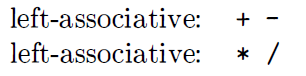 left-associative: + -
left-associative: * /